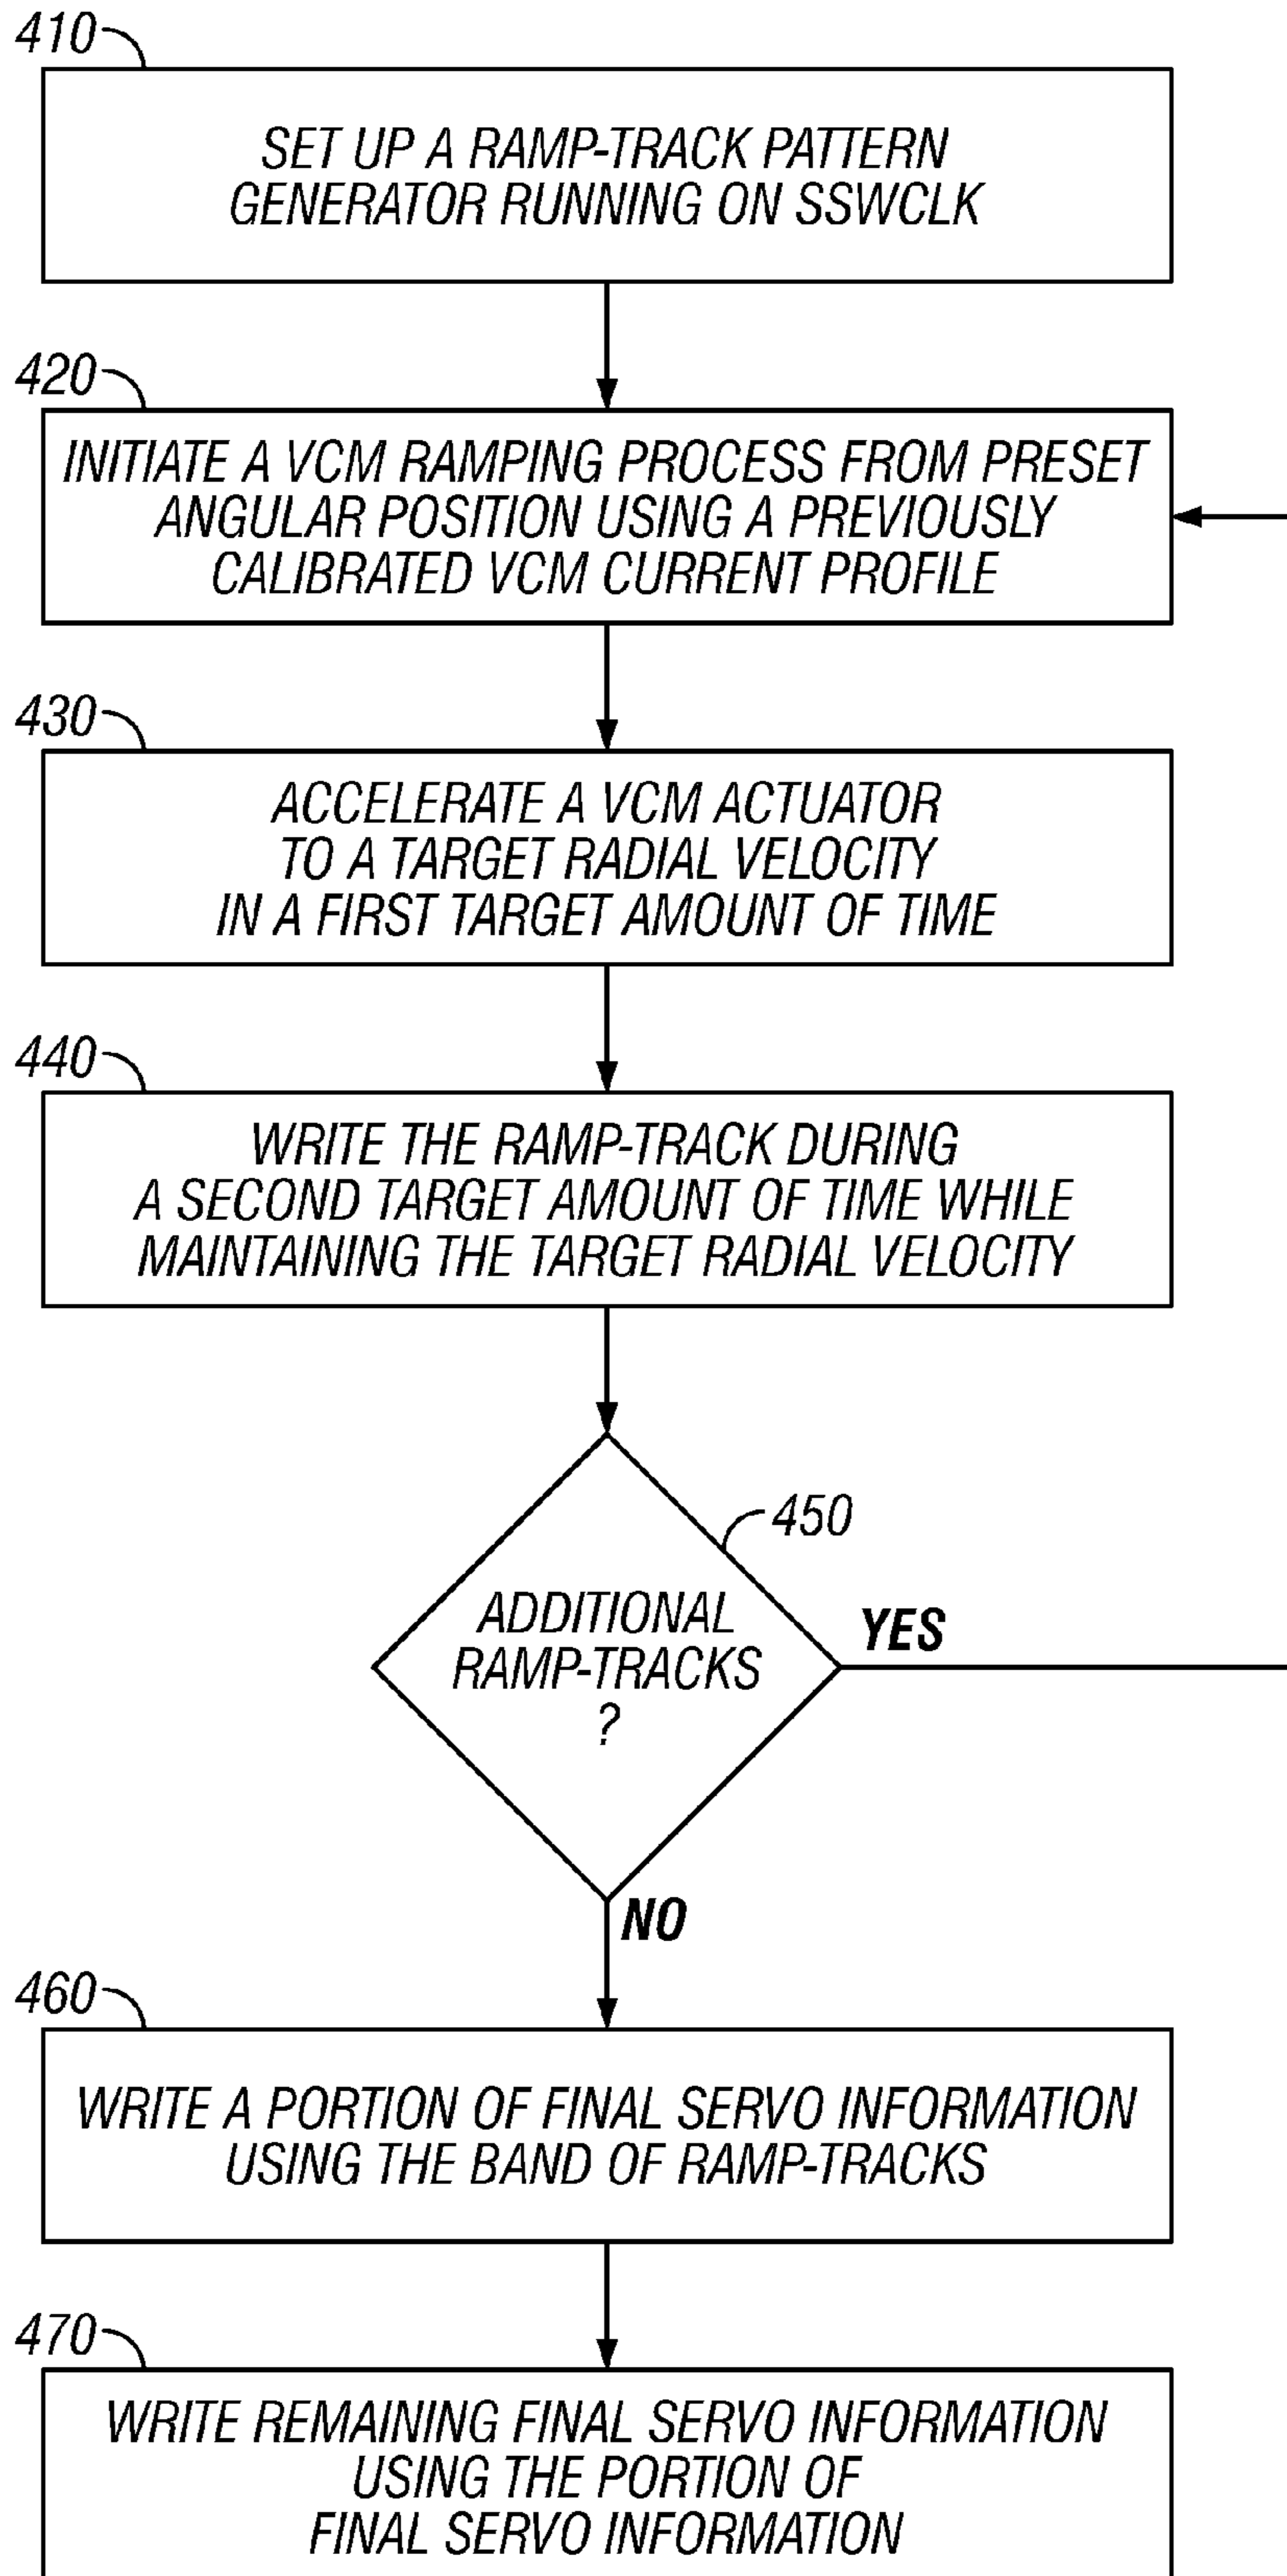 410
SET UP A RAMP-TRACK PATTERN
GENERATOR RUNNING ON SSWCLK
420
INITIATE A VCM RAMPING PROCESS FROM PRESET
ANGULAR POSITION USING A PREVIOUSLY
CALIBRATED VCM CURRENT PROFILE
430
ACCELERATE A VCM ACTUATOR
TO A TARGET RADIAL VELOCITY
IN A FIRST TARGET AMOUNT OF TIME
440
WRITE THE RAMP-TRACK DURING
A SECOND TARGET AMOUNT OF TIME WHILE
MAINTAINING THE TARGET RADIAL VELOCITY
450
ADDITIONAL
RAMP-TRACKS
?
YES
NO
460
WRITE A PORTION OF FINAL SERVO INFORMATION
USING THE BAND OF RAMP-TRACKS
470
WRITE REMAINING FINAL SERVO INFORMATION
USING THE PORTION OF
FINAL SERVO INFORMATION